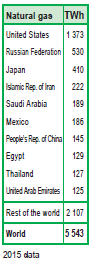 Natural gas TWh
United States 1 373
Russian Federation 530
Japan 410
Islamic Rep. of Iran 222
Saudi Arabia 189
Mexico 186
People's Rep. of China 145
Egypt 129
Thailand 127
United Arab Emirates 125
Rest of the world 2 107
World 5 543
2015 data